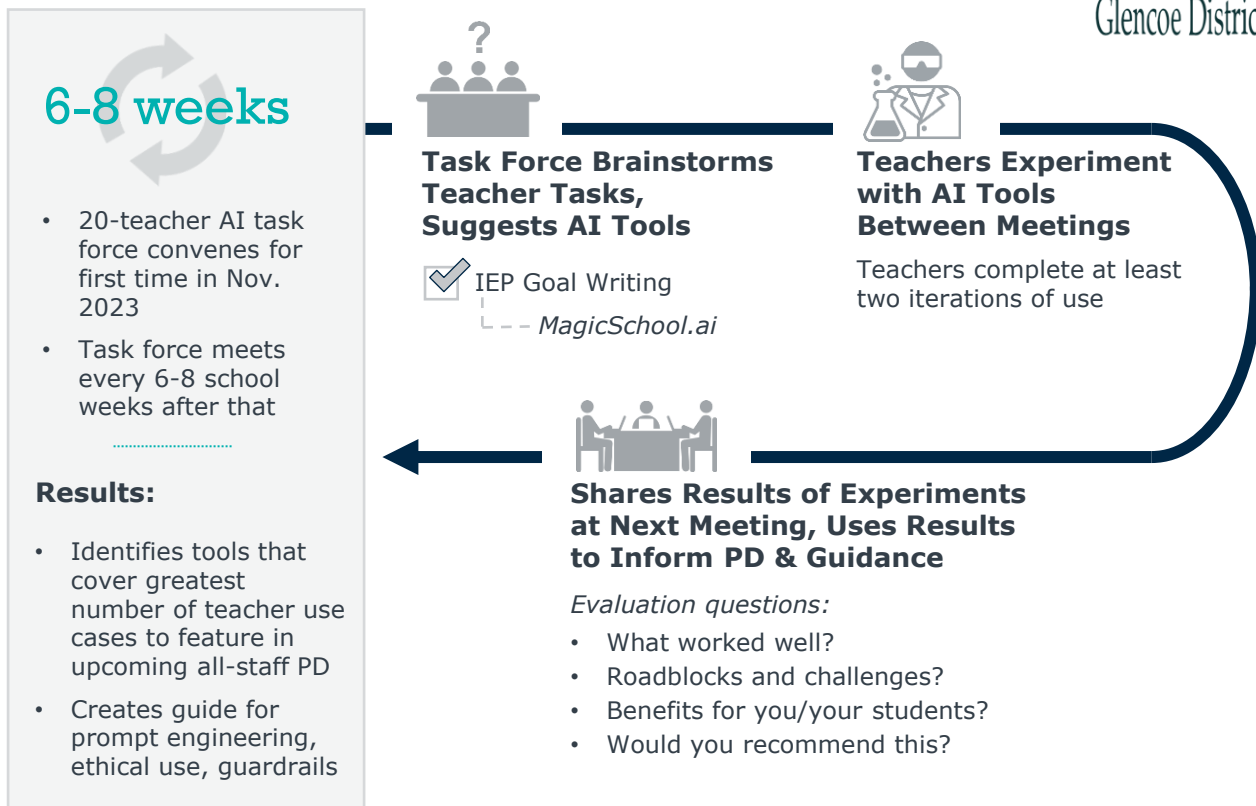 Glencoe
6-8 weeks
• 20-teacher AI task
force convenes for
first time in Nov.
2023
• Task force meets
every 6-8 school
weeks after that
Results:
• Identifies tools that
cover greatest
number of teacher use
cases to feature in
upcoming all-staff PD
• Creates guide for
prompt engineering,
ethical use, guardrails
?
Task Force Brainstorms
Teacher Tasks,
Suggests AI Tools
IEP Goal Writing
MagicSchool.ai
Teachers Experiment
with AI Tools
Between Meetings
Teachers complete at least
two iterations of use
Shares Results of Experiments
at Next Meeting, Uses Results
to Inform PD & Guidance
Evaluation questions:
• What worked well?
• Roadblocks and challenges?
• Benefits for you/your students?
• Would you recommend this?